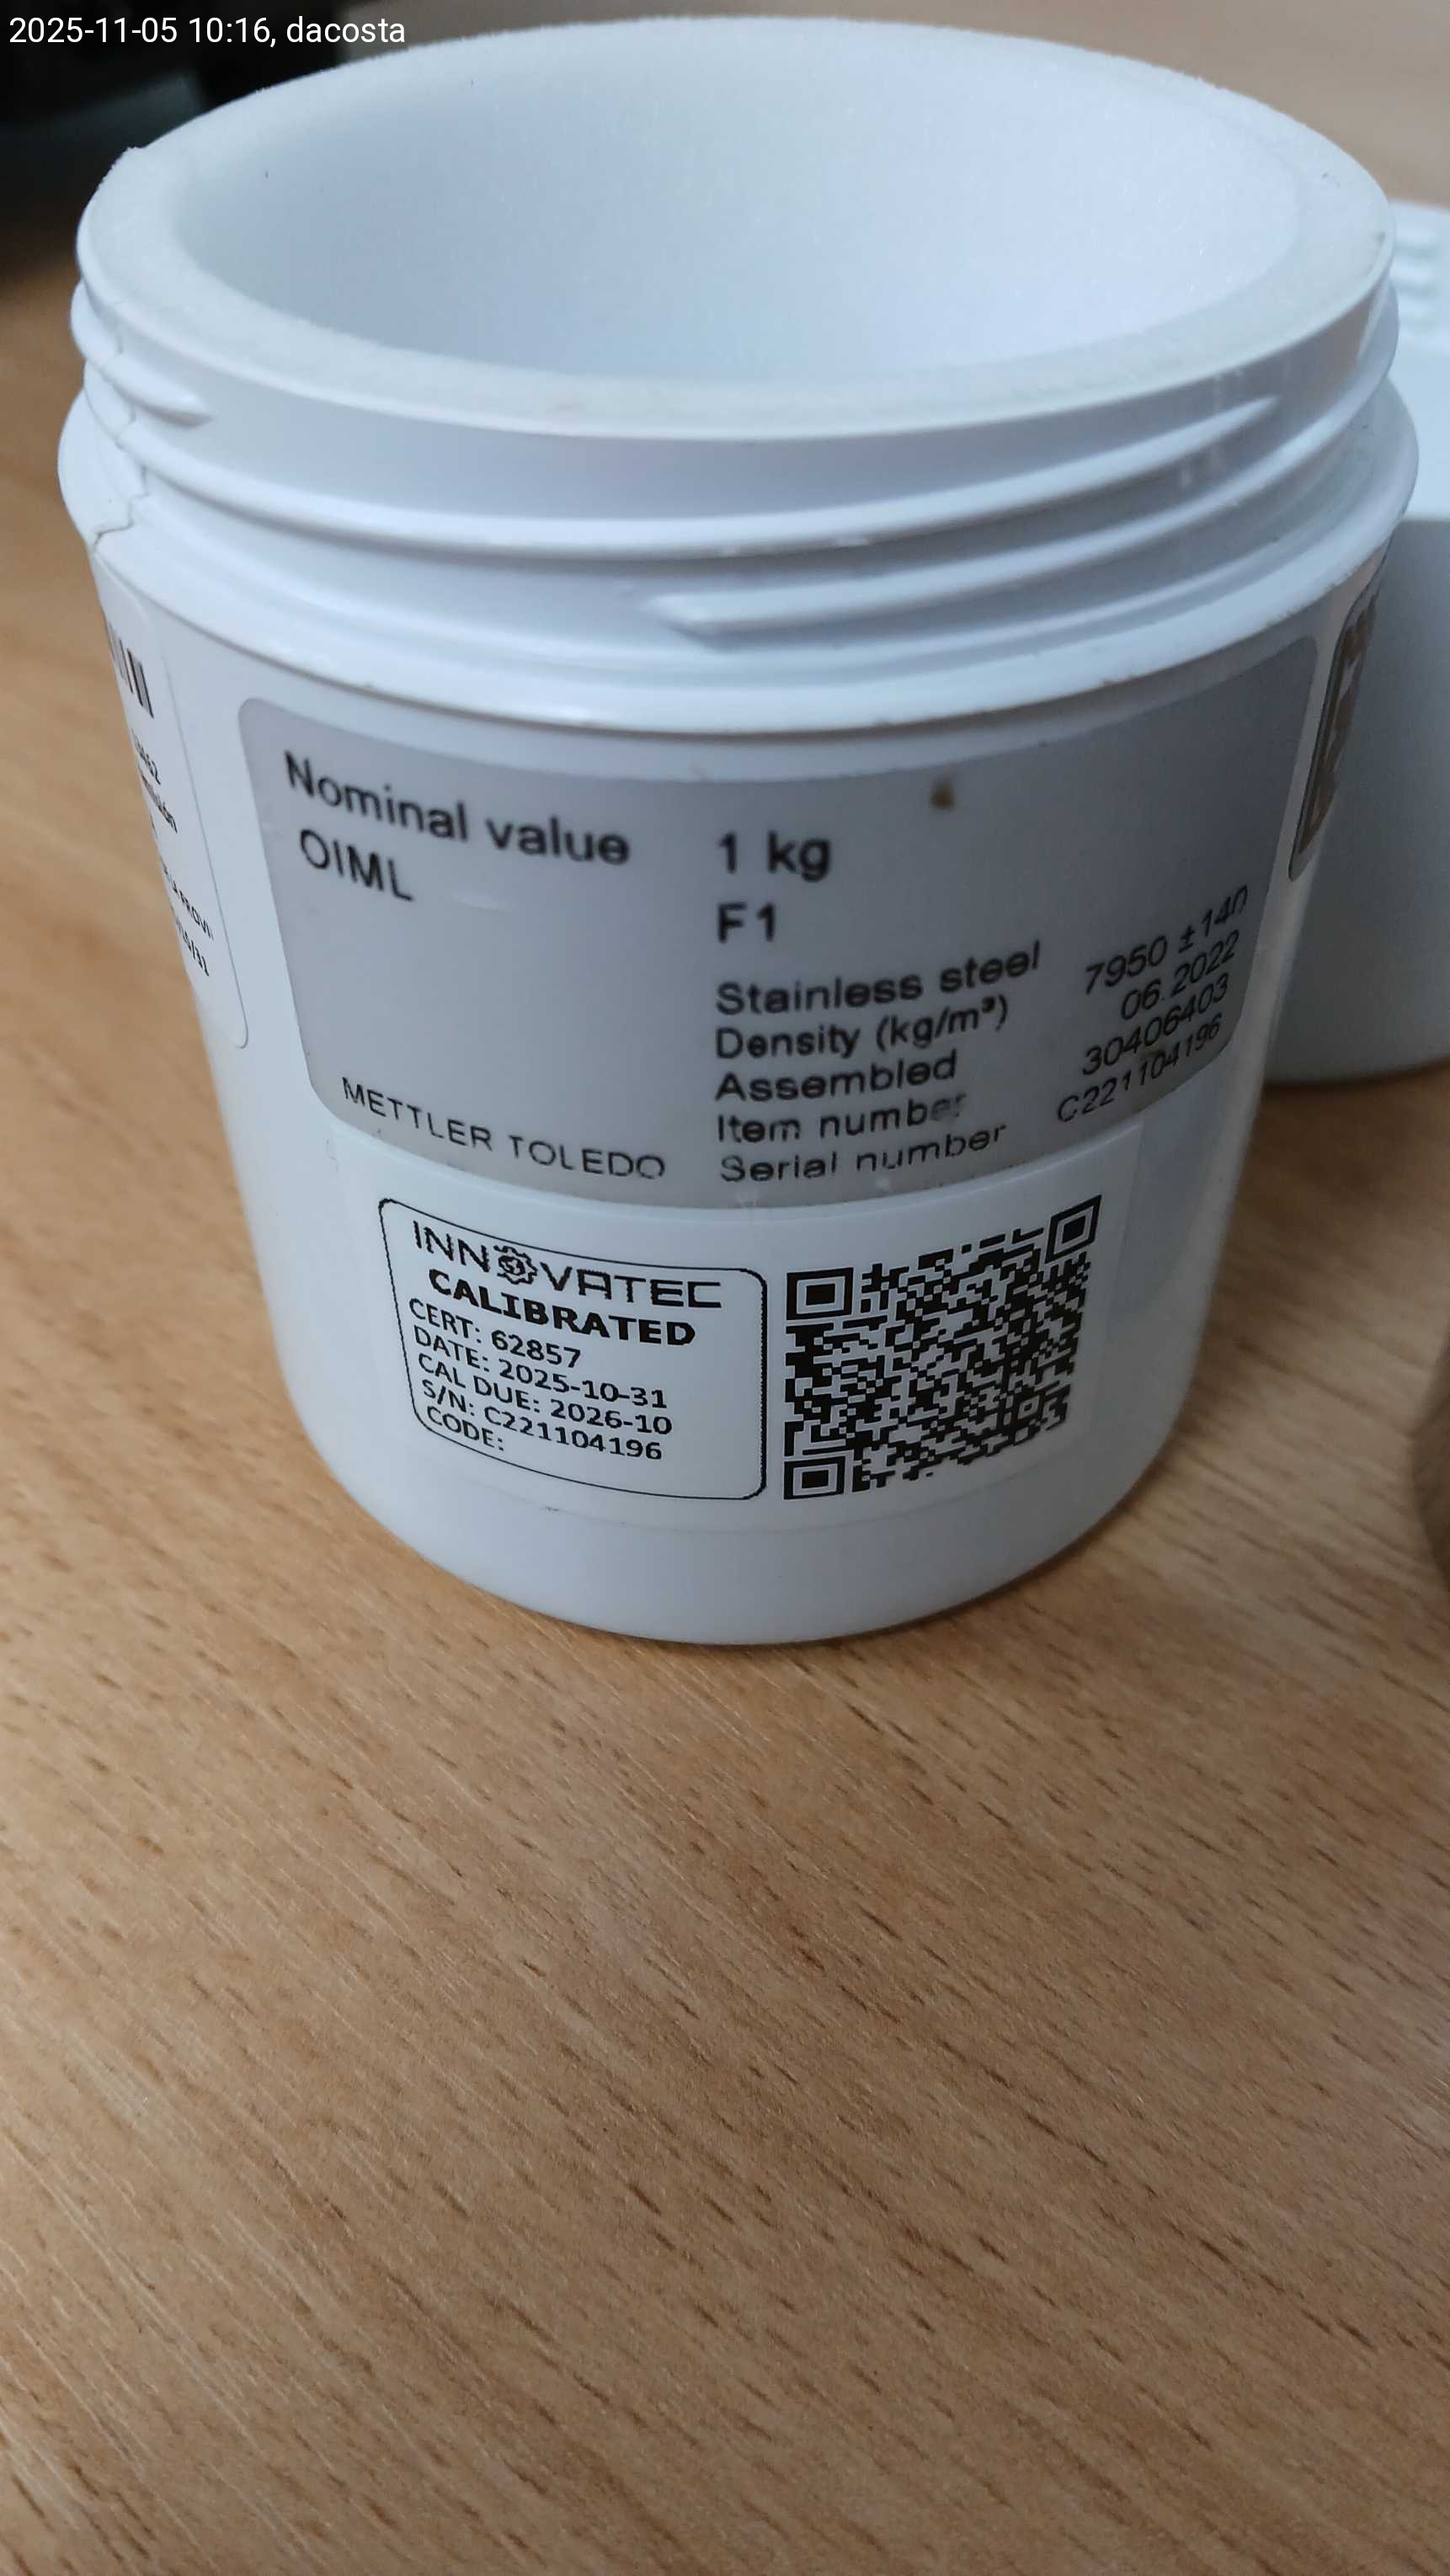 2025-11-05 10:16, dacosta
Nominal value 1 kg
OIML F1
Stainless steel
Density (kg/m³) 7950 ±140
Assembled 06.2022
Item number 30406403
Serial number C221104196
METTLER TOLEDO
INNOVATEC
CALIBRATED
CERT: 62857
DATE: 2025-10-31
CAL DUE: 2026-10
S/N: C221104196
CODE: